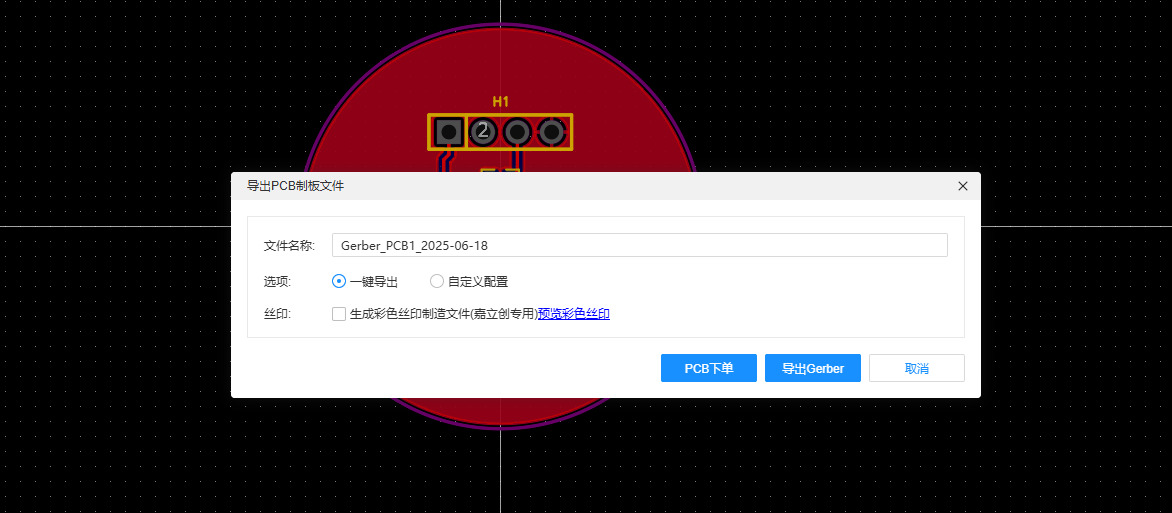 H1
2
导出PCB制板文件
文件名称: Gerber_PCB1_2025-06-18
选项: 一键导出 自定义配置
丝印: 生成彩色丝印制造文件(嘉立创专用)预览彩色丝印
PCB下单 导出Gerber 取消